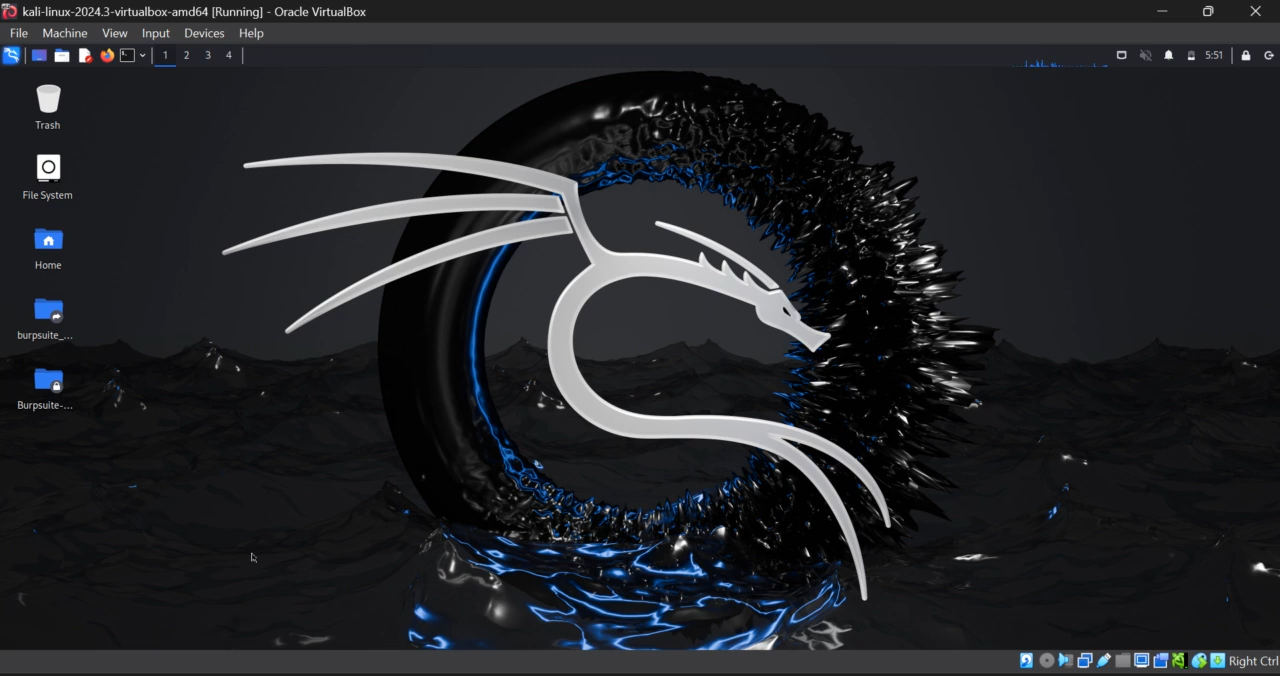 kali-linux-2024.3-virtualbox-amd64 [Running] - Oracle VirtualBox
File Machine View Input Devices Help
1 2 3 4 5:51
Trash
File System
Home
burpsuite_...
Burpsuite-...
Right Ctrl